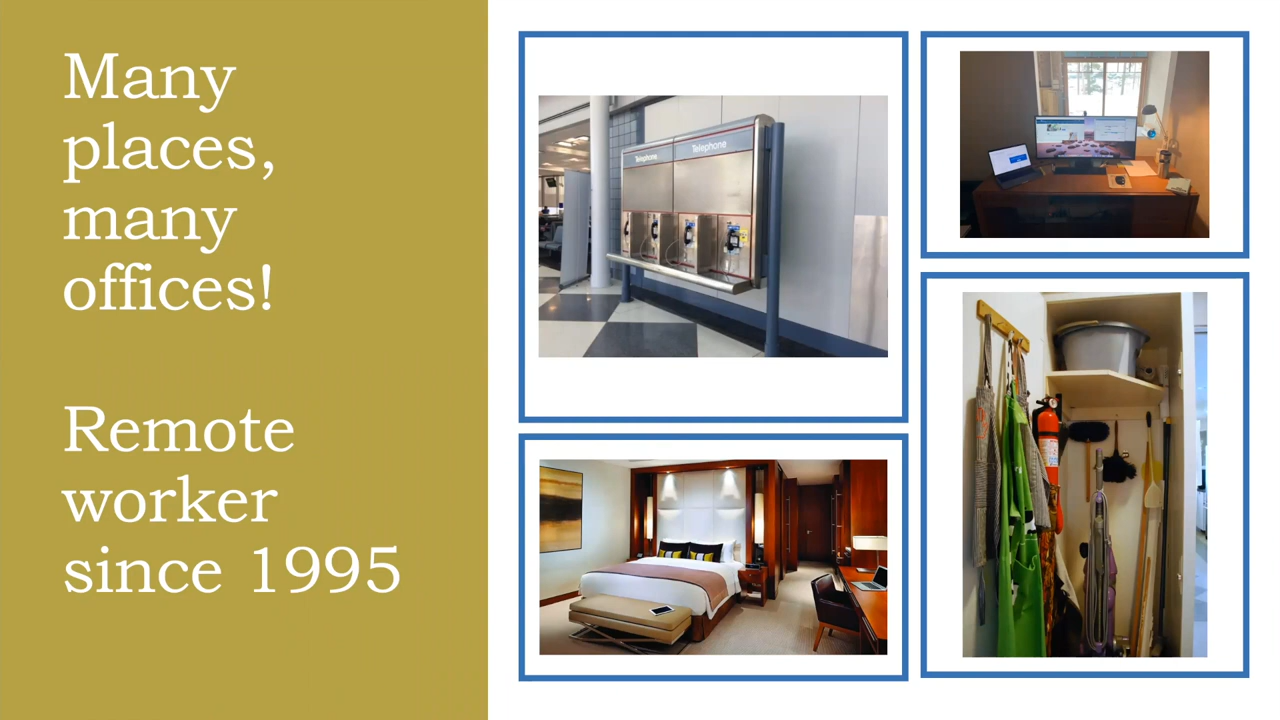 Many
places,
many
offices!
Remote
worker
since 1995
Telephone
Telephone